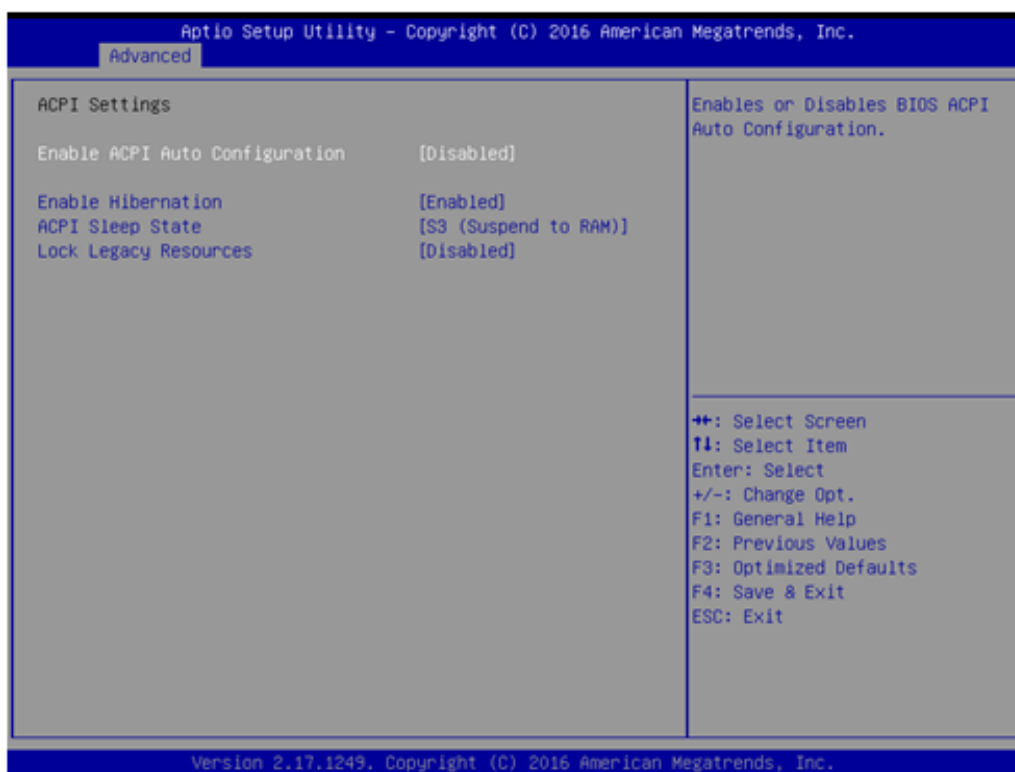 Aptio Setup Utility – Copyright (C) 2016 American Megatrends, Inc.
Advanced
ACPI Settings
Enable ACPI Auto Configuration [Disabled]
Enable Hibernation [Enabled]
ACPI Sleep State [S3 (Suspend to RAM)]
Lock Legacy Resources [Disabled]
Enables or Disables BIOS ACPI
Auto Configuration.
→←: Select Screen
↑↓: Select Item
Enter: Select
+/-: Change Opt.
F1: General Help
F2: Previous Values
F3: Optimized Defaults
F4: Save & Exit
ESC: Exit
Version 2.17.1249. Copyright (C) 2016 American Megatrends, Inc.